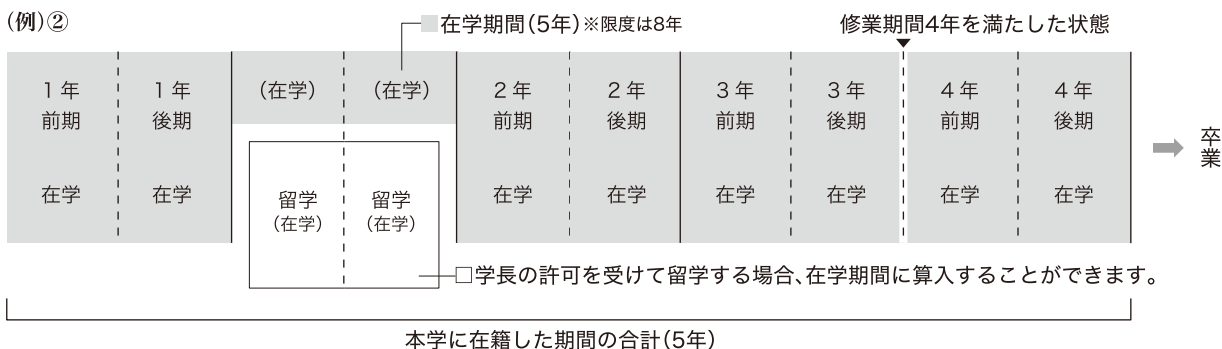 (例)②
在学期間(5年)※限度は8年
修業期間4年を満たした状態
1年 1年 (在学) (在学) 2年 2年 3年 3年 4年 4年
前期 後期 前期 後期 前期 後期 前期 後期
在学 在学 留学 留学 在学 在学 在学 在学 在学 在学
(在学) (在学)
卒業
□学長の許可を受けて留学する場合、在学期間に算入することができます。
本学に在籍した期間の合計(5年)